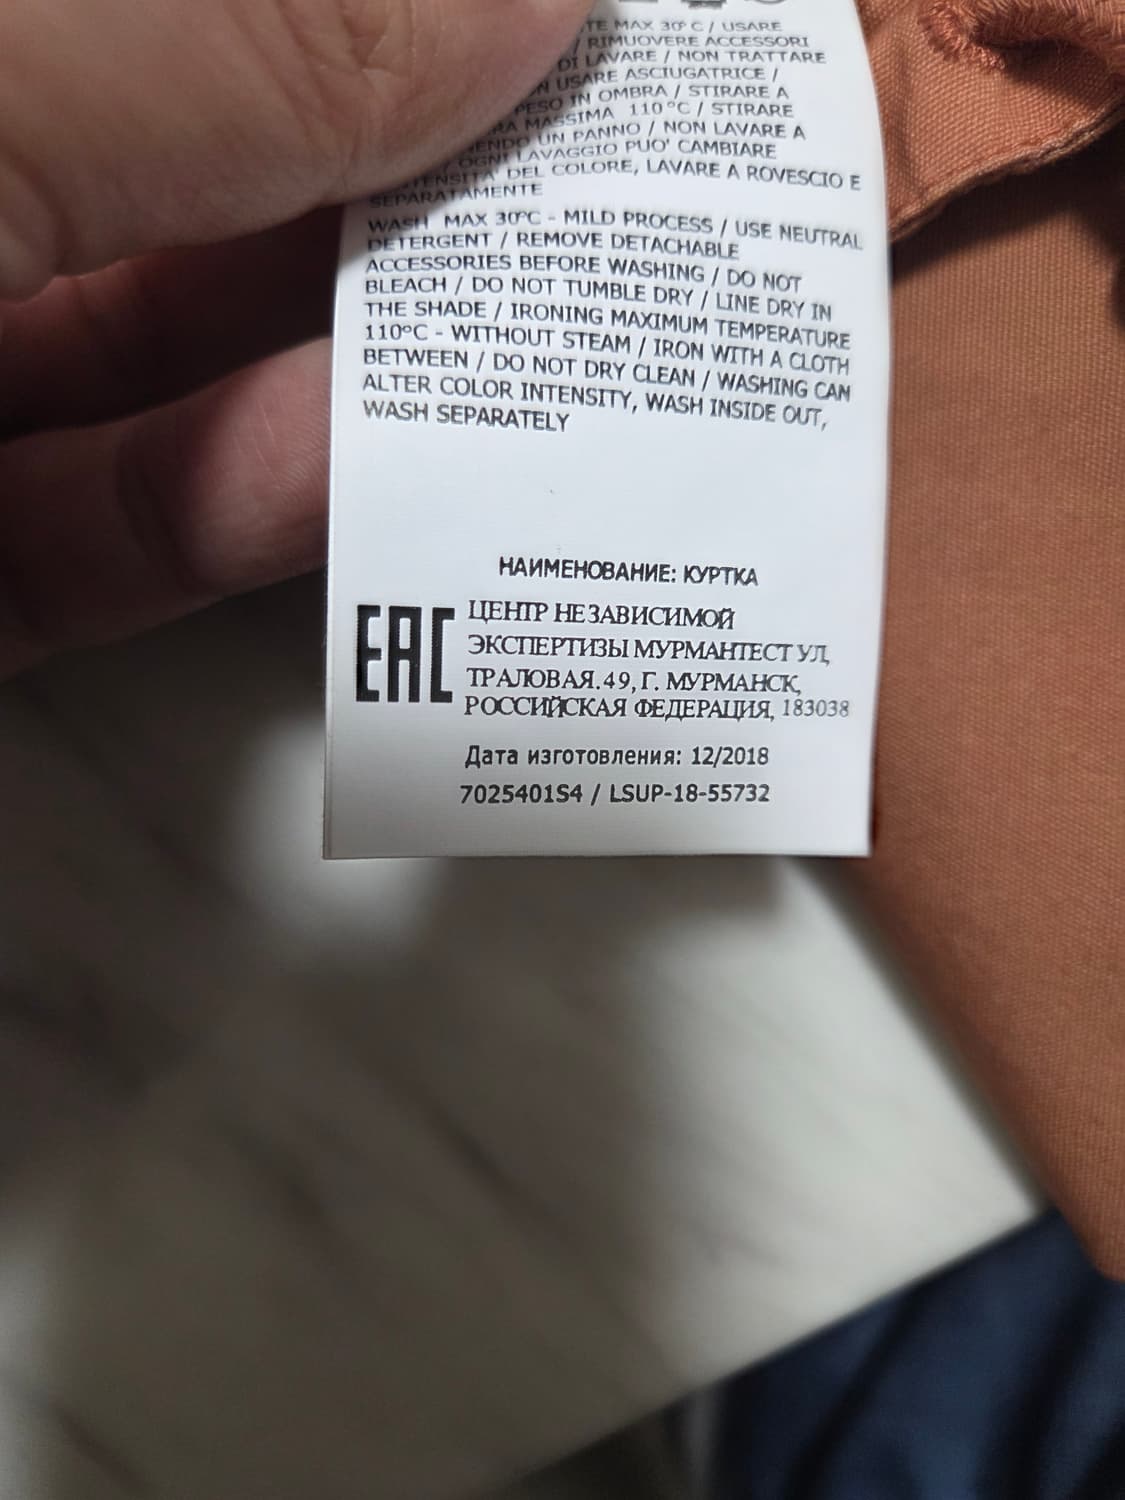 TE MAX 30° C / USARE
/ RIMUOVERE ACCESSORI
DI LAVARE / NON TRATTARE
USARE ASCIUGATRICE /
IN OMBRA / STIRARE A
MASSIMA 110°C / STIRARE
UN PANNO / NON LAVARE A
OGNI LAVAGGIO PUO' CAMBIARE
DEL COLORE, LAVARE A ROVESCIO E
SEPARATAMENTE
WASH MAX 30°C - MILD PROCESS / USE NEUTRAL
DETERGENT / REMOVE DETACHABLE
ACCESSORIES BEFORE WASHING / DO NOT
BLEACH / DO NOT TUMBLE DRY / LINE DRY IN
THE SHADE / IRONING MAXIMUM TEMPERATURE
110°C - WITHOUT STEAM / IRON WITH A CLOTH
BETWEEN / DO NOT DRY CLEAN / WASHING CAN
ALTER COLOR INTENSITY, WASH INSIDE OUT,
WASH SEPARATELY
НАИМЕНОВАНИЕ: КУРТКА
EAC
ЦЕНТР НЕЗАВИСИМОЙ
ЭКСПЕРТИЗЫ МУРМАНТЕСТ УЛ,
ТРАЛОВАЯ.49, Г. МУРМАНСК,
РОССИЙСКАЯ ФЕДЕРАЦИЯ, 183038
Дата изготовления: 12/2018
7025401S4 / LSUP-18-55732